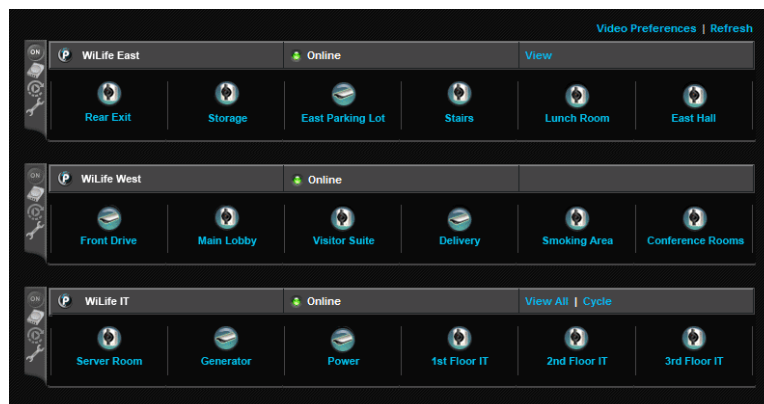 Video Preferences | Refresh
ON P WiLife East Online View
Rear Exit Storage East Parking Lot Stairs Lunch Room East Hall
ON P WiLife West Online
Front Drive Main Lobby Visitor Suite Delivery Smoking Area Conference Rooms
ON P WiLife IT Online View All | Cycle
Server Room Generator Power 1st Floor IT 2nd Floor IT 3rd Floor IT